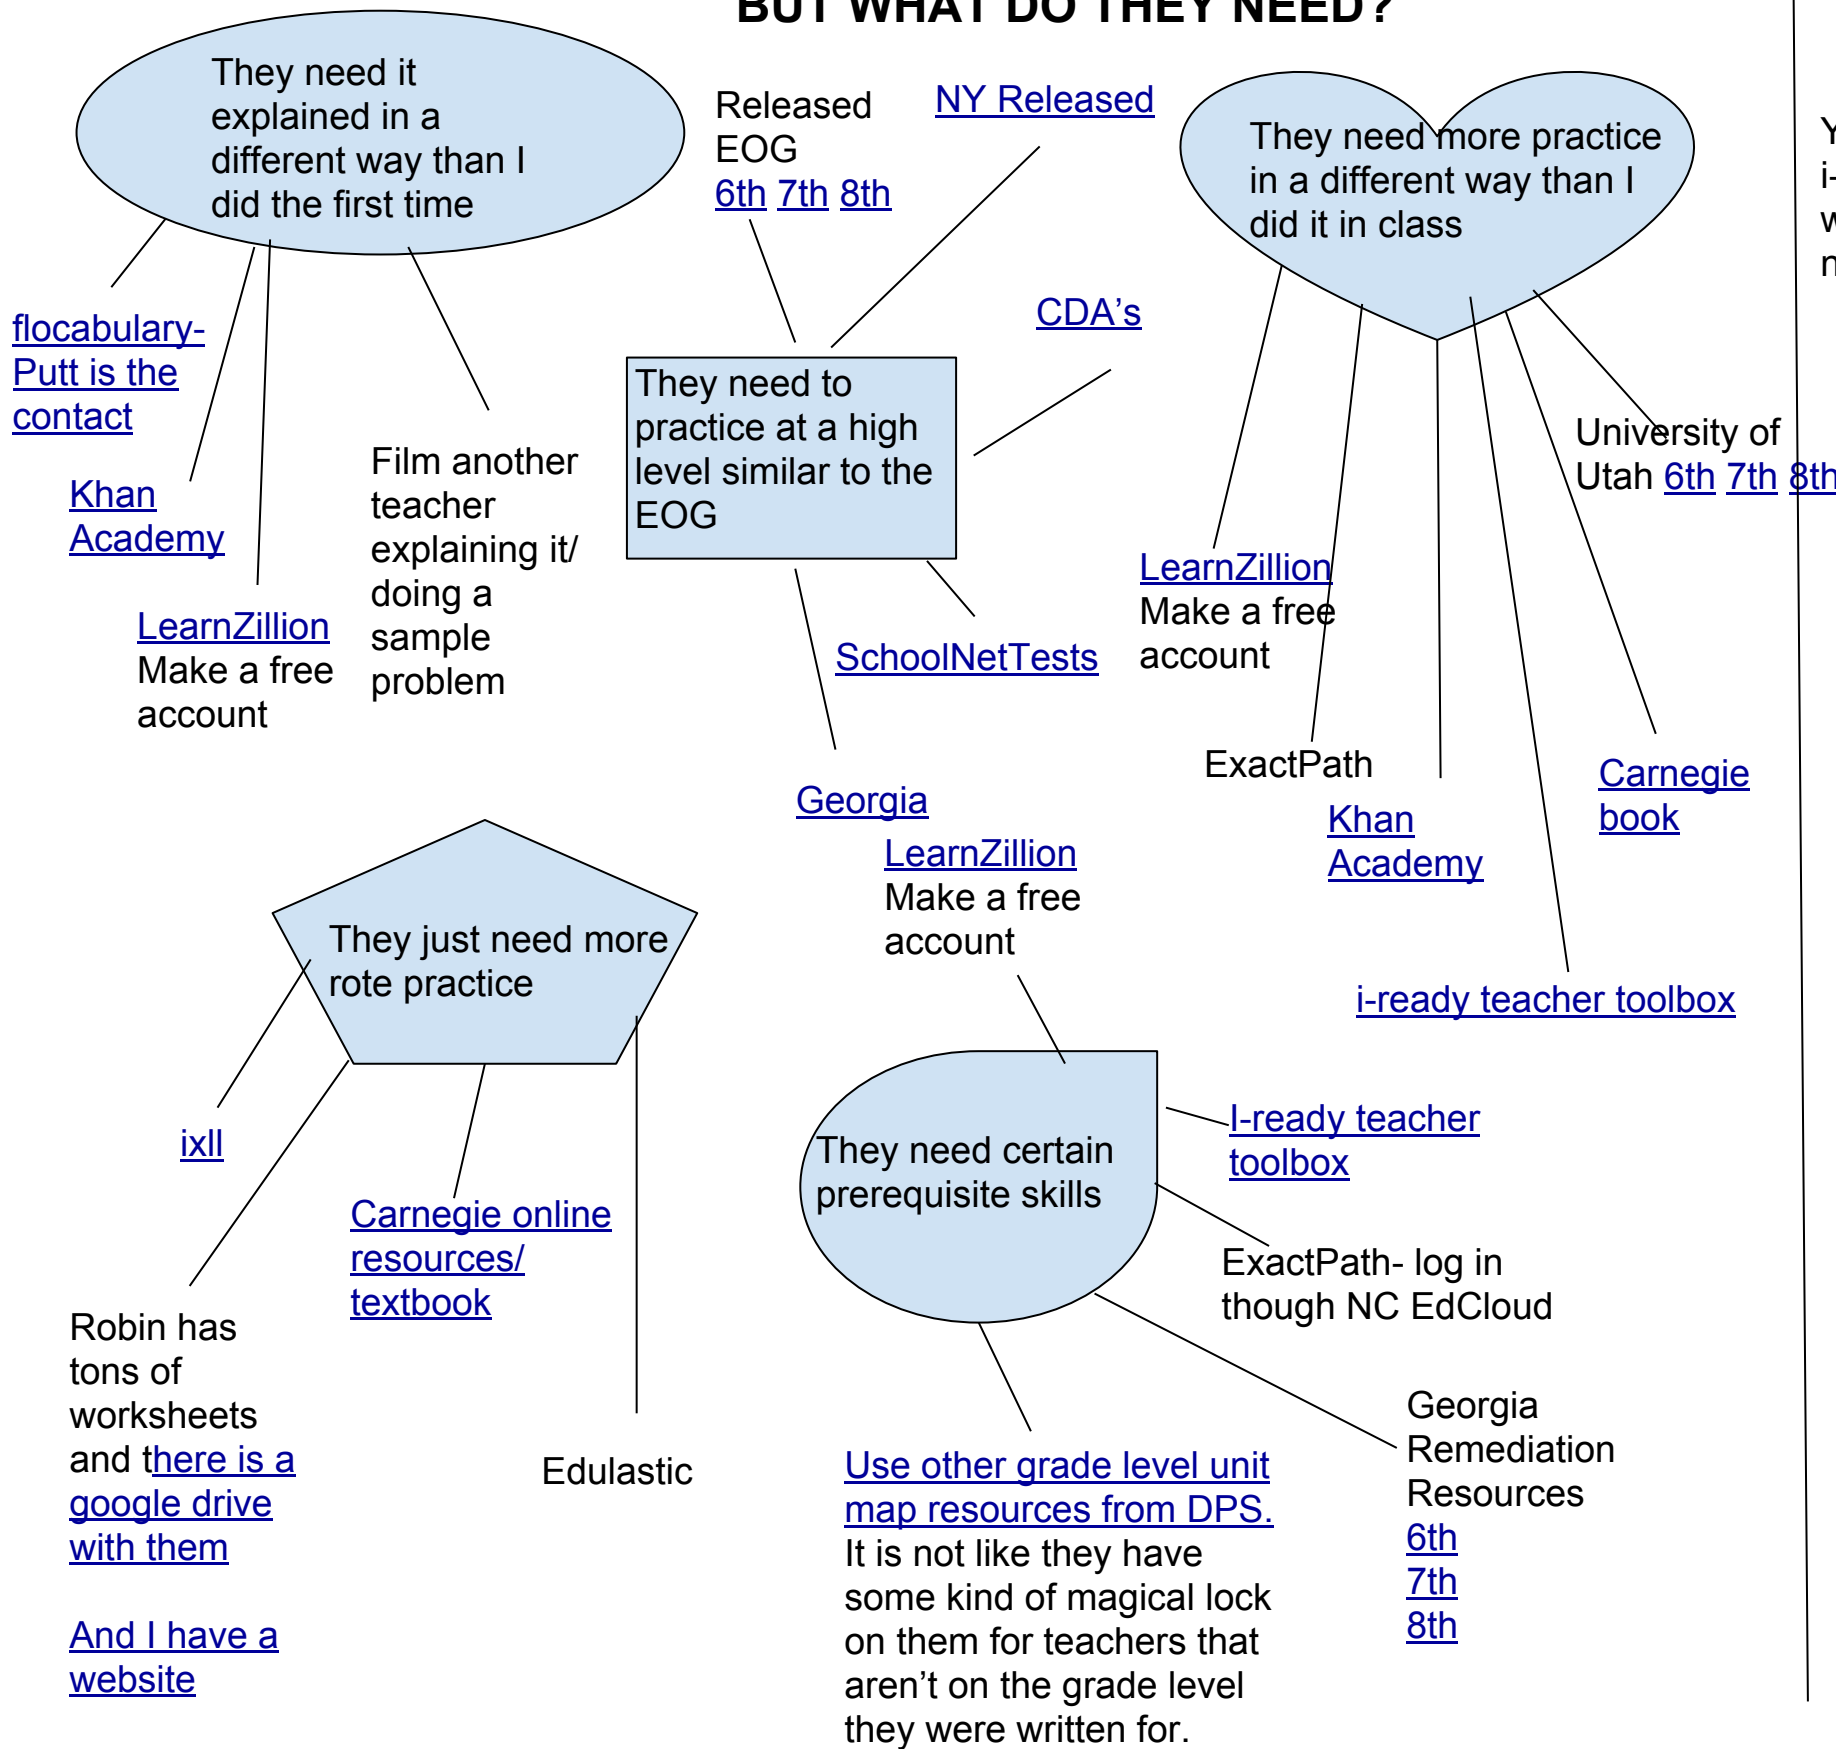 BUT WHAT DO THEY NEED?
They need it
explained in a
different way than I
did the first time
flocabulary-
Putt is the
contact
Khan
Academy
LearnZillion
Make a free
account
Film another
teacher
explaining it/
doing a
sample
problem
Released
EOG
6th 7th 8th
NY Released
CDA's
They need to
practice at a high
level similar to the
EOG
SchoolNetTests
Georgia
They need more practice
in a different way than I
did it in class
University of
Utah 6th 7th 8th
LearnZillion
Make a free
account
ExactPath
Khan
Academy
Carnegie
book
i-ready teacher toolbox
They just need more
rote practice
ixll
Carnegie online
resources/
textbook
Robin has
tons of
worksheets
and there is a
google drive
with them
And I have a
website
Edulastic
LearnZillion
Make a free
account
They need certain
prerequisite skills
I-ready teacher
toolbox
ExactPath- log in
though NC EdCloud
Georgia
Remediation
Resources
6th
7th
8th
Use other grade level unit
map resources from DPS.
It is not like they have
some kind of magical lock
on them for teachers that
aren't on the grade level
they were written for.